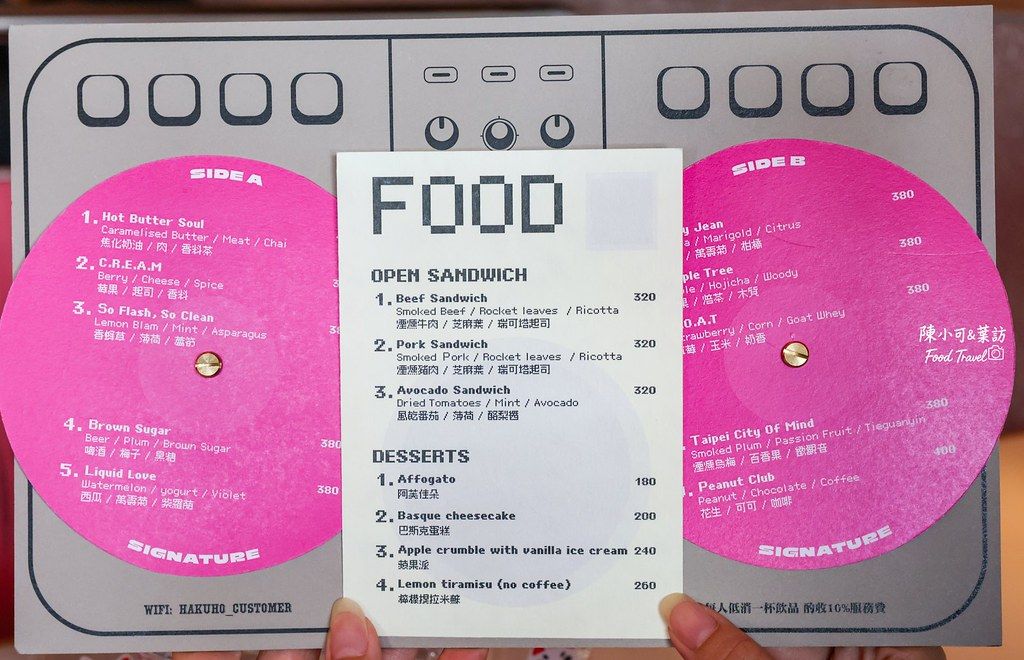 SIDE A
1. Hot Butter Soul
Caramelised Butter / Meat / Chai
焦化奶油 / 肉 / 香料茶
2. C.R.E.A.M
Berry / Cheese / Spice
莓果 / 起司 / 香料
3. So Flash, So Clean
Lemon Blam / Mint / Asparagus
香蜂草 / 薄荷 / 蘆筍
4. Brown Sugar
Beer / Plum / Brown Sugar
啤酒 / 梅子 / 黑糖
5. Liquid Love
Watermelon / yogurt / Violet 380
西瓜 / 萬壽菊 / 紫羅蘭
SIGNATURE
WIFI: HAKUHO_CUSTOMER
FOOD
OPEN SANDWICH
1. Beef Sandwich 320
Smoked Beef / Rocket leaves / Ricotta
煙燻牛肉 / 芝麻葉 / 瑞可塔起司
2. Pork Sandwich 320
Smoked Pork / Rocket leaves / Ricotta
煙燻豬肉 / 芝麻葉 / 瑞可塔起司
3. Avocado Sandwich 320
Dried Tomatoes / Mint / Avocado
風乾番茄 / 薄荷 / 酪梨醬
DESSERTS
1. Affogato 180
阿芙佳朵
2. Basque cheesecake 200
巴斯克蛋糕
3. Apple crumble with vanilla ice cream 240
蘋果派
4. Lemon tiramisu (no coffee) 260
檸檬提拉米蘇
SIDE B
380
Jean
/ Marigold / Citrus 380
/ 萬壽菊 / 柑橘
Tree
/ Hojicha / Woody 380
/ 焙茶 / 木質
.A.T
/ Corn / Goat Whey
/ 玉米 / 奶香
陳小可&葉訪
Food Travel
380
Taipei City Of Mind
Smoked Plum / Passion Fruit / Tieguanyin
煙燻烏梅 / 百香果 / 鐵觀音 400
Peanut Club
Peanut / Chocolate / Coffee
花生 / 可可 / 咖啡
SIGNATURE
每人低消一杯飲品 酌收10%服務費